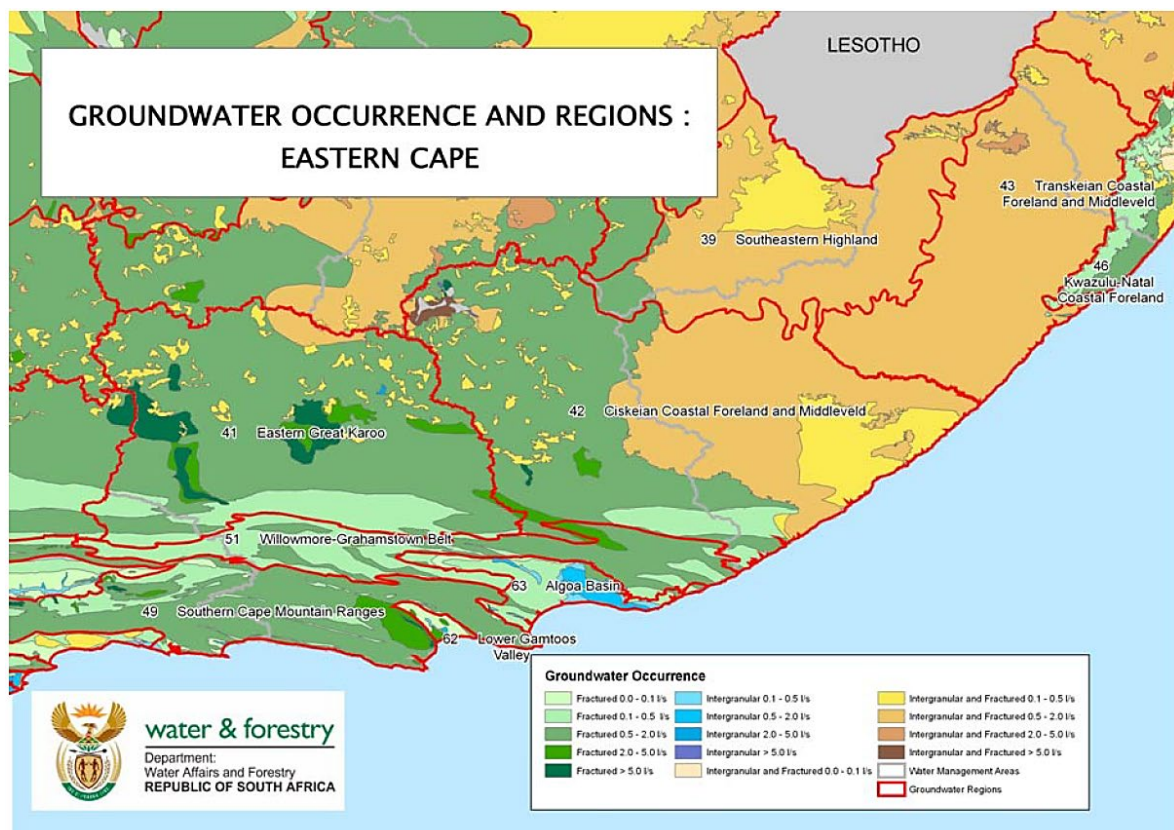 GROUNDWATER OCCURRENCE AND REGIONS :
EASTERN CAPE
LESOTHO
43 Transkeian Coastal
Foreland and Middleveld
39 Southeastern Highland
46
Kwazulu-Natal
Coastal Foreland
42 Ciskeian Coastal Foreland and Middleveld
41 Eastern Great Karoo
51 Willowmore-Grahamstown Belt
63 Algoa Basin
49 Southern Cape Mountain Ranges
62 Lower Gamtoos
Valley
Groundwater Occurrence
Fractured 0.0 - 0.1 l/s
Fractured 0.1 - 0.5 l/s
Fractured 0.5 - 2.0 l/s
Fractured 2.0 - 5.0 l/s
Fractured > 5.0 l/s
Intergranular 0.1 - 0.5 l/s
Intergranular 0.5 - 2.0 l/s
Intergranular 2.0 - 5.0 l/s
Intergranular > 5.0 l/s
Intergranular and Fractured 0.0 - 0.1 l/s
Intergranular and Fractured 0.1 - 0.5 l/s
Intergranular and Fractured 0.5 - 2.0 l/s
Intergranular and Fractured 2.0 - 5.0 l/s
Intergranular and Fractured > 5.0 l/s
Water Management Areas
Groundwater Regions
water & forestry
Department:
Water Affairs and Forestry
REPUBLIC OF SOUTH AFRICA